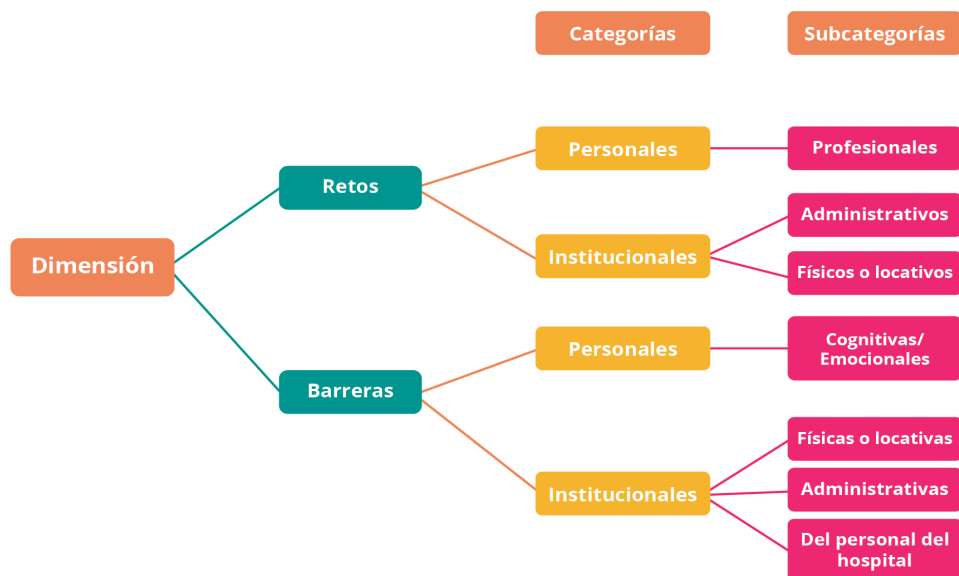 Categorías
Subcategorías
Dimensión
Retos
Personales
Profesionales
Institucionales
Administrativos
Físicos o locativos
Barreras
Personales
Cognitivas/
Emocionales
Institucionales
Físicas o locativas
Administrativas
Del personal del
hospital